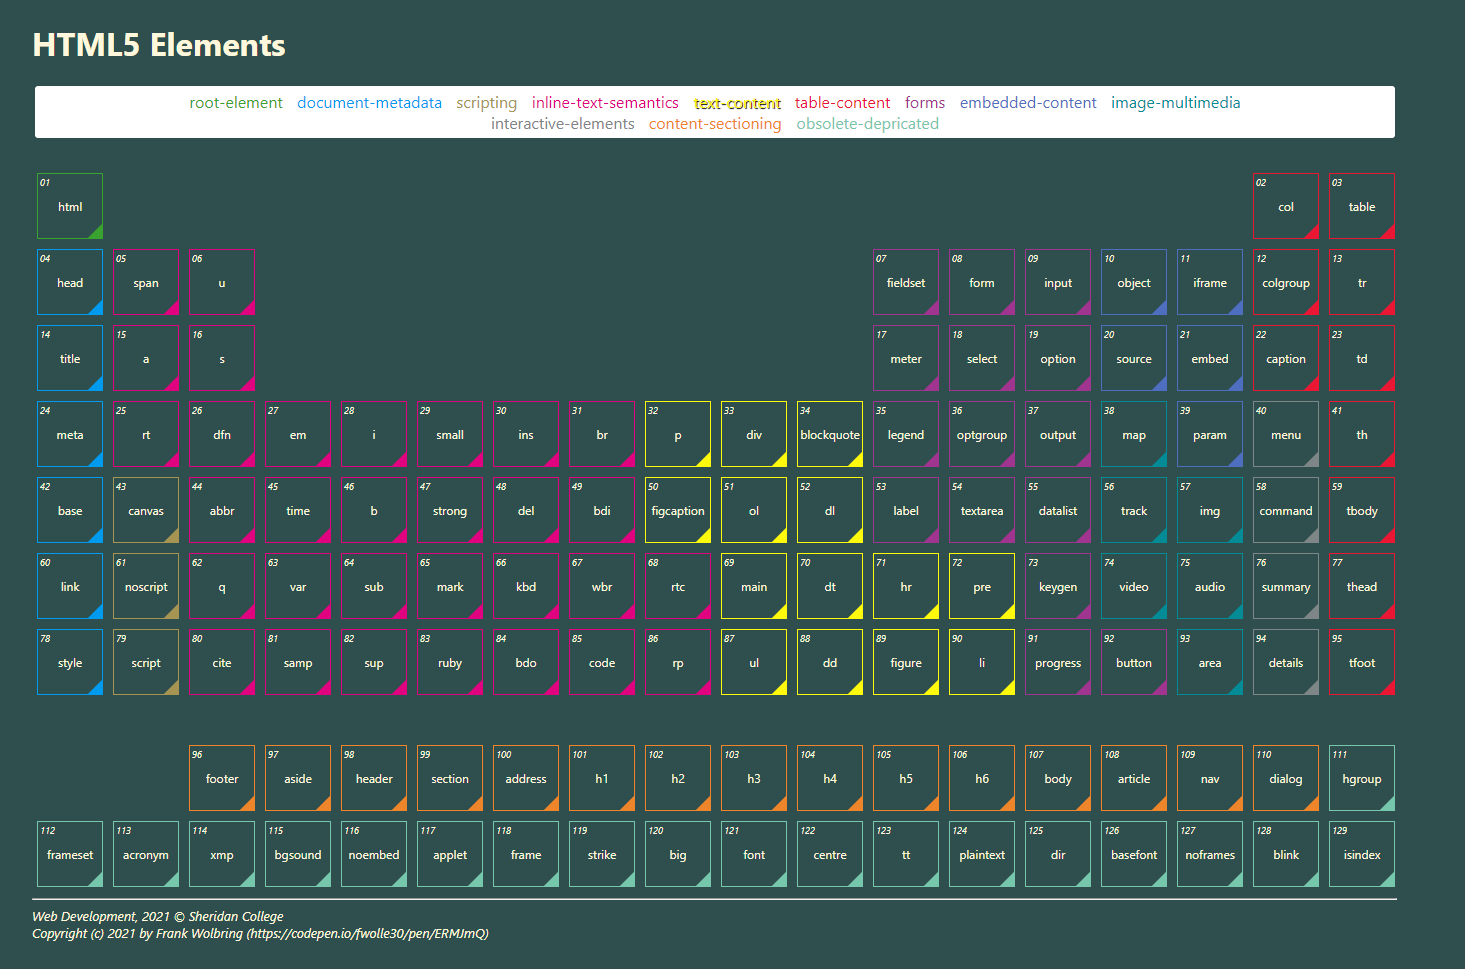 HTML5 Elements
root-element document-metadata scripting inline-text-semantics text-content table-content forms embedded-content image-multimedia
interactive-elements content-sectioning obsolete-depricated
01 02 03
html col table
04 05 06 07 08 09 10 11 12 13
head span u fieldset form input object iframe colgroup tr
14 15 16 17 18 19 20 21 22 23
title a s meter select option source embed caption td
24 25 26 27 28 29 30 31 32 33 34 35 36 37 38 39 40 41
meta rt dfn em i small ins br p div blockquote legend optgroup output map param menu th
42 43 44 45 46 47 48 49 50 51 52 53 54 55 56 57 58 59
base canvas abbr time b strong del bdi figcaption ol dl label textarea datalist track img command tbody
60 61 62 63 64 65 66 67 68 69 70 71 72 73 74 75 76 77
link noscript q var sub mark kbd wbr rtc main dt hr pre keygen video audio summary thead
78 79 80 81 82 83 84 85 86 87 88 89 90 91 92 93 94 95
style script cite samp sup ruby bdo code rp ul dd figure li progress button area details tfoot
96 97 98 99 100 101 102 103 104 105 106 107 108 109 110 111
footer aside header section address h1 h2 h3 h4 h5 h6 body article nav dialog hgroup
112 113 114 115 116 117 118 119 120 121 122 123 124 125 126 127 128 129
frameset acronym xmp bgsound noembed applet frame strike big font centre tt plaintext dir basefont noframes blink isindex
Web Development, 2021 © Sheridan College
Copyright (c) 2021 by Frank Wolbring (https://codepen.io/fwolle30/pen/ERMJmQ)